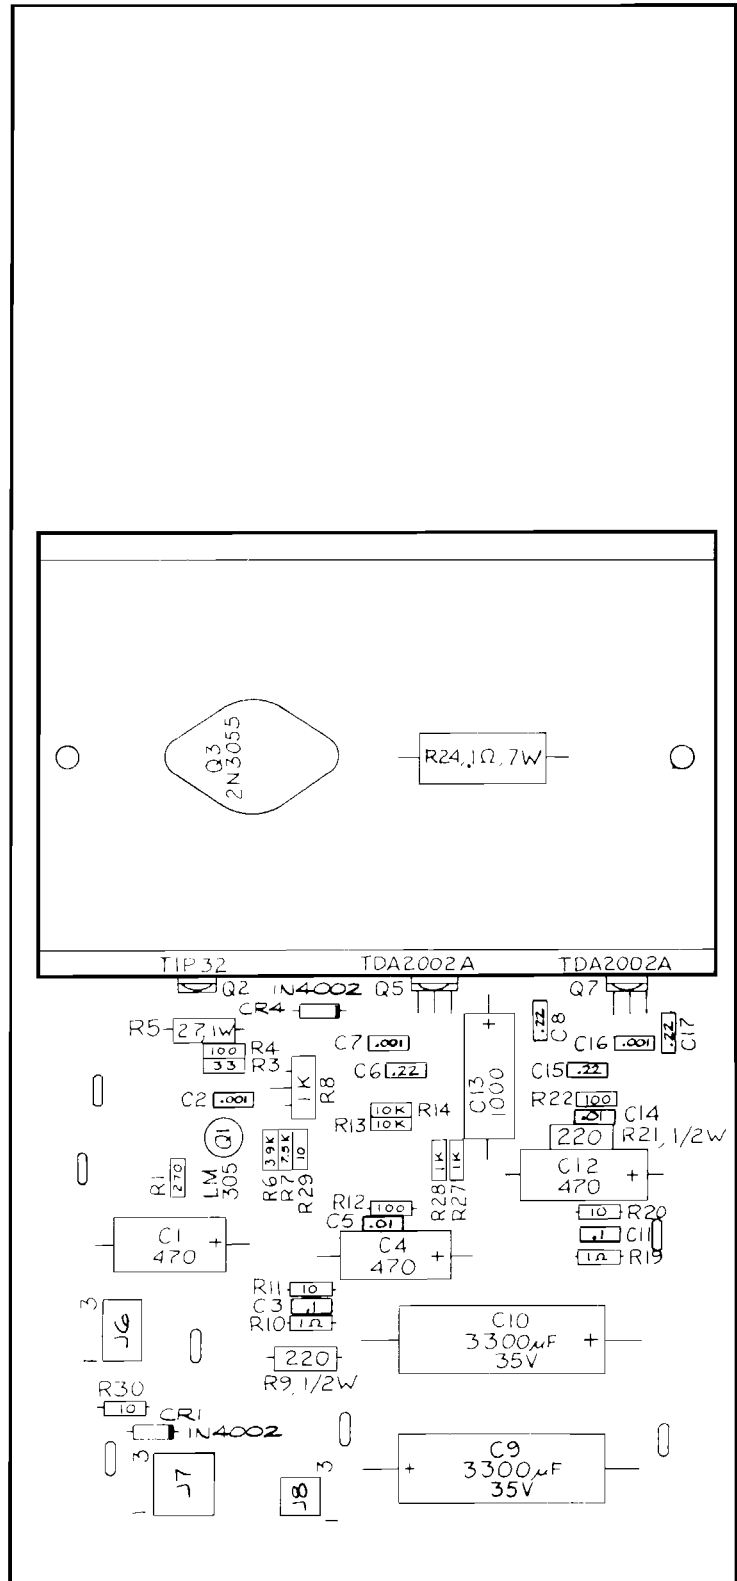 Q3
2N3055
R24, .1Ω, 7W
TIP32
TDA2002A
TDA2002A
Q2
1N4002
Q5
Q7
CR4
R5
27, 1W
.22
C8
C17
.22
100
R4
C7
.001
C16
.001
33
R3
C6
.22
C15
.22
1K
R8
C13
1000
C2
.001
R22
100
10K
R14
.01
C14
R13
10K
Q1
220
R21, 1/2W
LM
305
3.9K
7.5K
10
R6
R7
R29
1K
1K
R28
R27
C12
470
R1
270
R12
100
10
R20
C5
.01
.1
C11
C1
+
470
C4
+
470
1Ω
R19
R11
10
C3
.1
R10
1Ω
3
J6
1
C10
3300µF
35V
+
220
R9, 1/2W
R30
10
CR1
1N4002
C9
+
3300µF
35V
3
J7
1
3
J8
1